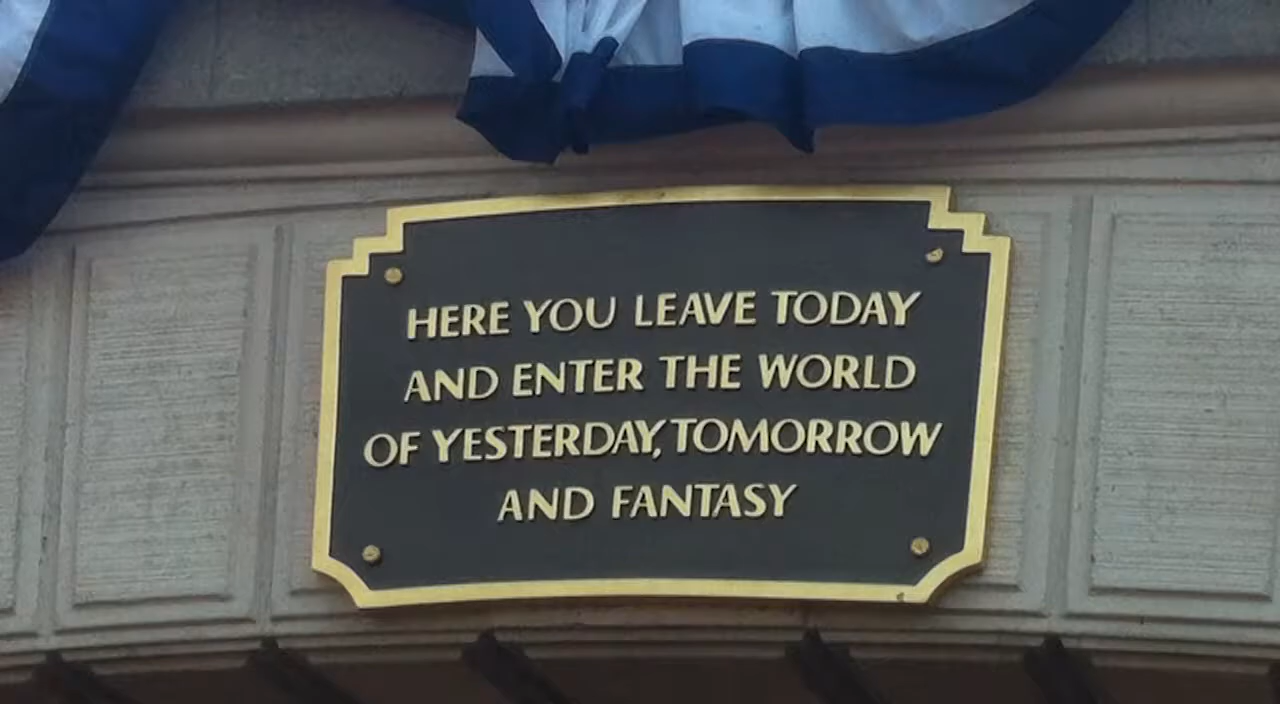 HERE YOU LEAVE TODAY
AND ENTER THE WORLD
OF YESTERDAY, TOMORROW
AND FANTASY